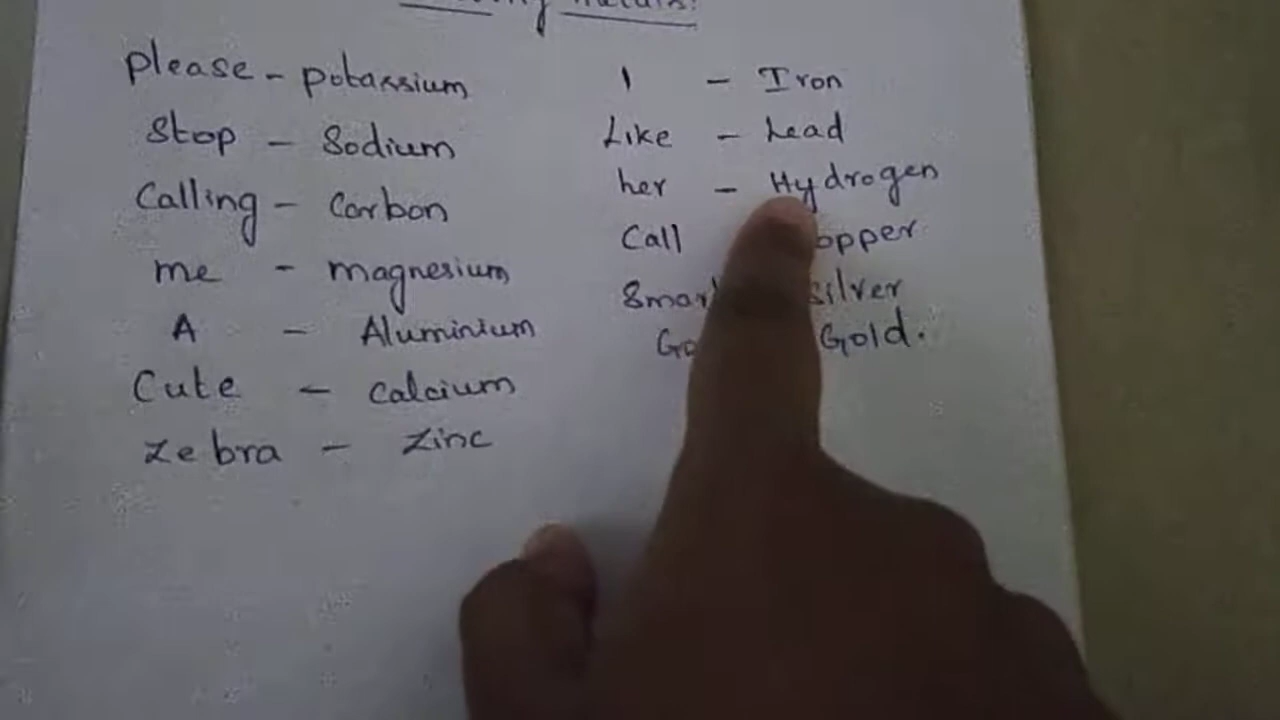 please - potassium
Stop - Sodium
Calling - Carbon
me - magnesium
A - Aluminium
Cute - Calcium
Zebra - Zinc
I - Iron
Like - Lead
her - Hydrogen
Call
silver
Gold.